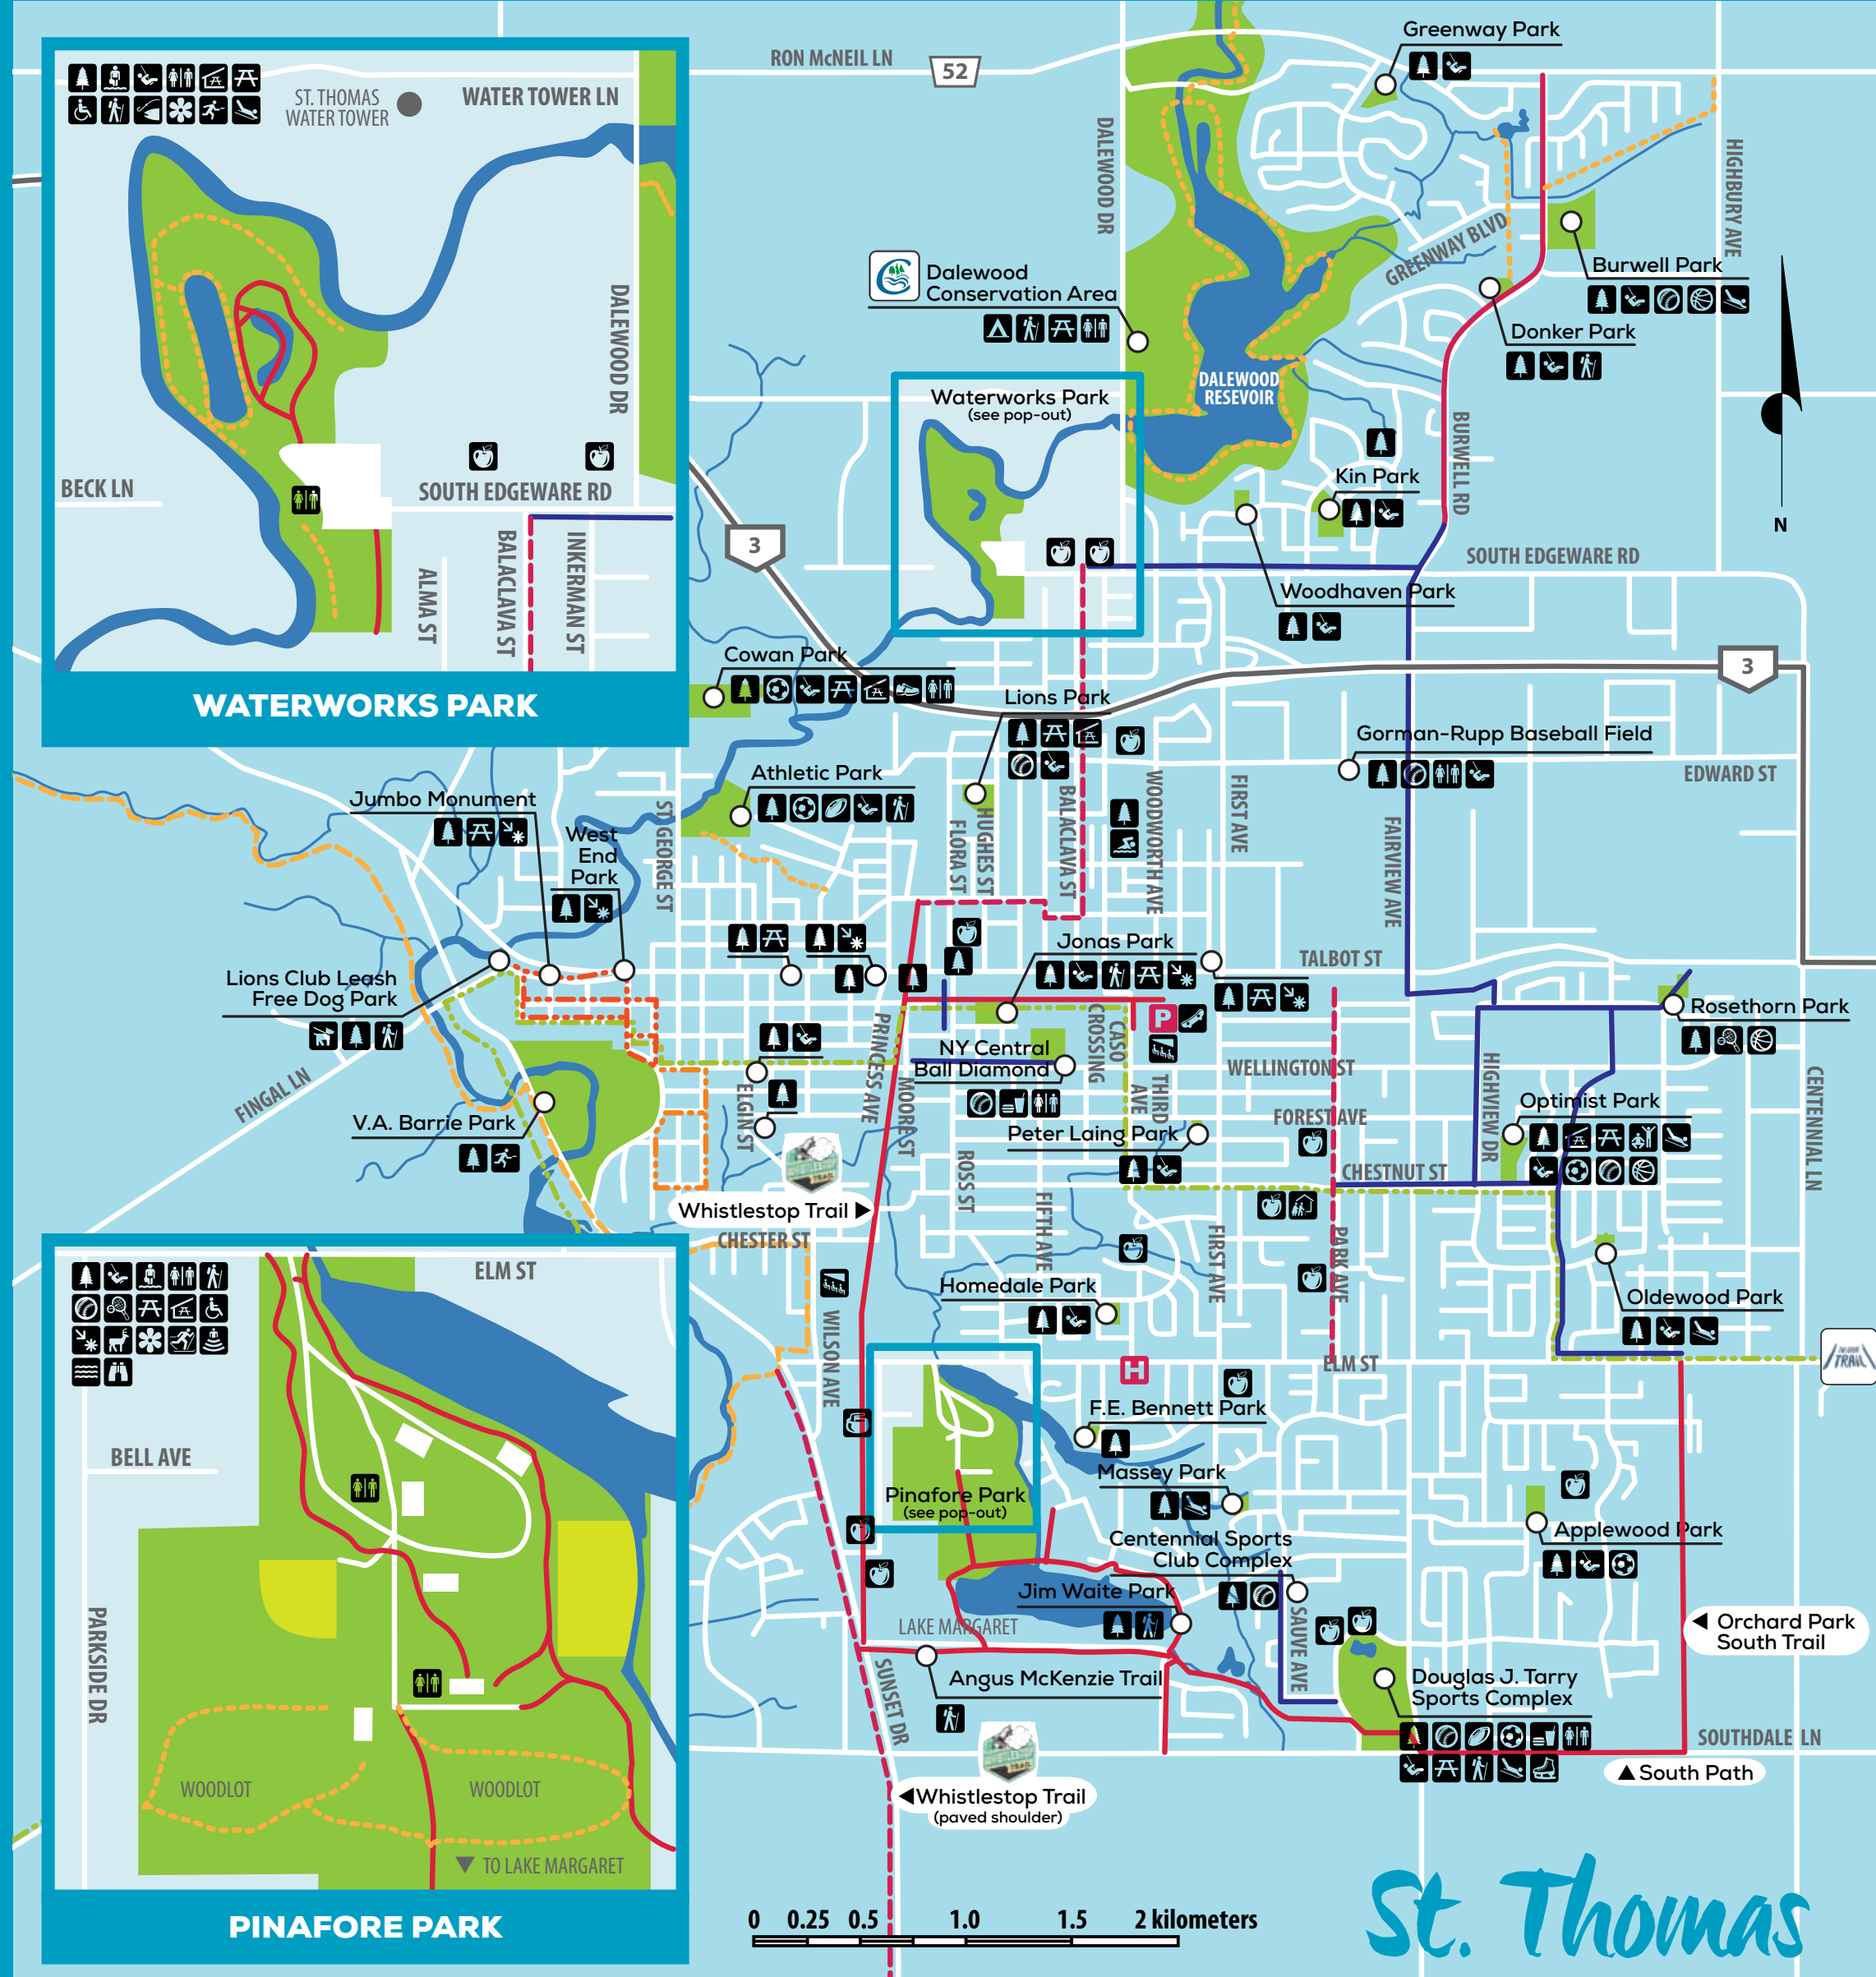 RON McNEIL LN
52
Greenway Park
ST. THOMAS
WATER TOWER
WATER TOWER LN
DALEWOOD DR
BECK LN
SOUTH EDGEWARE RD
ALMA ST
BALACLAVA ST
INKERMAN ST
WATERWORKS PARK
DALEWOOD DR
HIGHBURY AVE
GREENWAY BLVD
Burwell Park
Donker Park
Dalewood
Conservation Area
DALEWOOD
RESEVOIR
Waterworks Park
(see pop-out)
BURWELL RD
Kin Park
N
3
SOUTH EDGEWARE RD
Woodhaven Park
Cowan Park
Lions Park
3
Gorman-Rupp Baseball Field
EDWARD ST
Athletic Park
Jumbo Monument
West
End
Park
ST. GEORGE ST
FLORA ST
HUGHES ST
BALACLAVA ST
WOODWORTH AVE
FIRST AVE
FAIRVIEW AVE
Jonas Park
TALBOT ST
Lions Club Leash
Free Dog Park
Rosethorn Park
P
FINGAL LN
PRINCESS AVE
NY Central
Ball Diamond
CASO
CROSSING
WELLINGTON ST
HIGHVIEW DR
CENTENNIAL LN
V.A. Barrie Park
ELGIN ST
MOORE ST
THIRD
AVE
FOREST AVE
Optimist Park
Peter Laing Park
CHESTNUT ST
ROSS ST
Whistlestop Trail
CHESTER ST
FIFTH AVE
FIRST AVE
PARK AVE
Homedale Park
Oldewood Park
WILSON AVE
H
ELM ST
TRAIL
F.E. Bennett Park
Massey Park
Pinafore Park
(see pop-out)
Centennial Sports
Club Complex
Applewood Park
Jim Waite Park
LAKE MARGARET
SAUVE AVE
Orchard Park
South Trail
Angus McKenzie Trail
SUNSET DR
Douglas J. Tarry
Sports Complex
SOUTHDALE LN
South Path
Whistlestop Trail
(paved shoulder)
ELM ST
BELL AVE
PARKSIDE DR
WOODLOT
WOODLOT
TO LAKE MARGARET
PINAFORE PARK
0 0.25 0.5 1.0 1.5 2 kilometers
St. Thomas